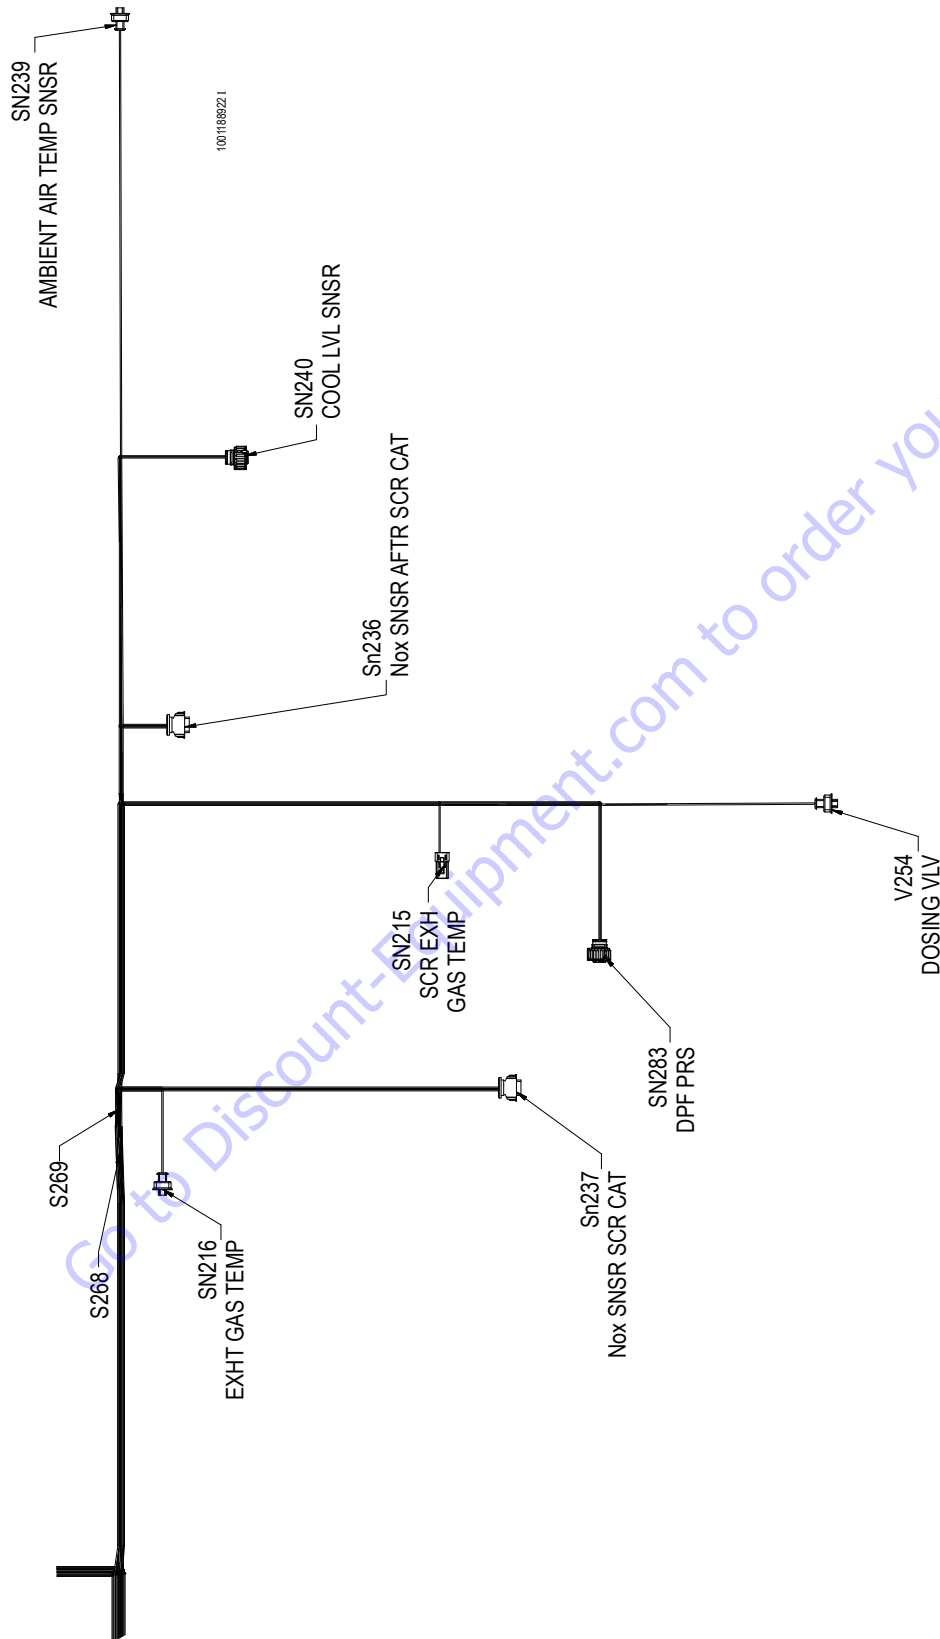 SN239
AMBIENT AIR TEMP SNSR
1001188922 I
SN240
COOL LVL SNSR
Sn236
Nox SNSR AFTR SCR CAT
SN215
SCR EXH
GAS TEMP
V254
DOSING VLV
SN283
DPF PRS
S269
S268
SN216
EXHT GAS TEMP
Sn237
Nox SNSR SCR CAT
Go to Discount-Equipment.com to order you